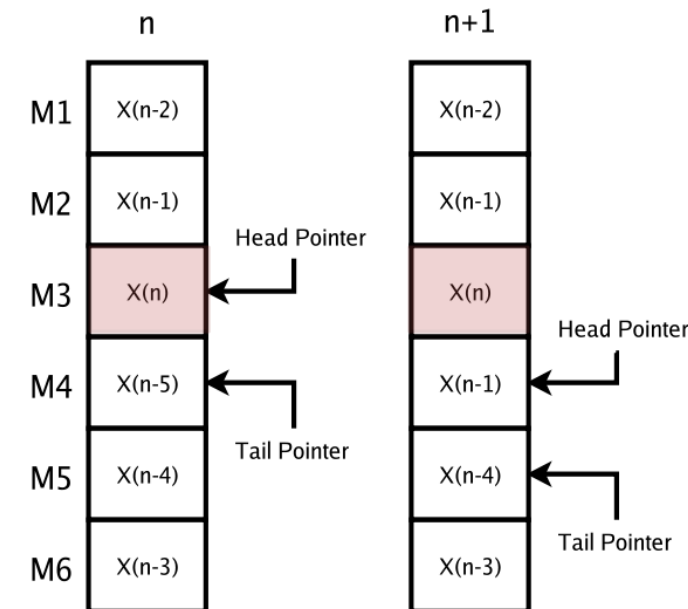 n
n+1
M1
X(n-2)
X(n-2)
M2
X(n-1)
X(n-1)
Head Pointer
M3
X(n)
X(n)
Head Pointer
M4
X(n-5)
X(n-1)
Tail Pointer
M5
X(n-4)
X(n-4)
Tail Pointer
M6
X(n-3)
X(n-3)